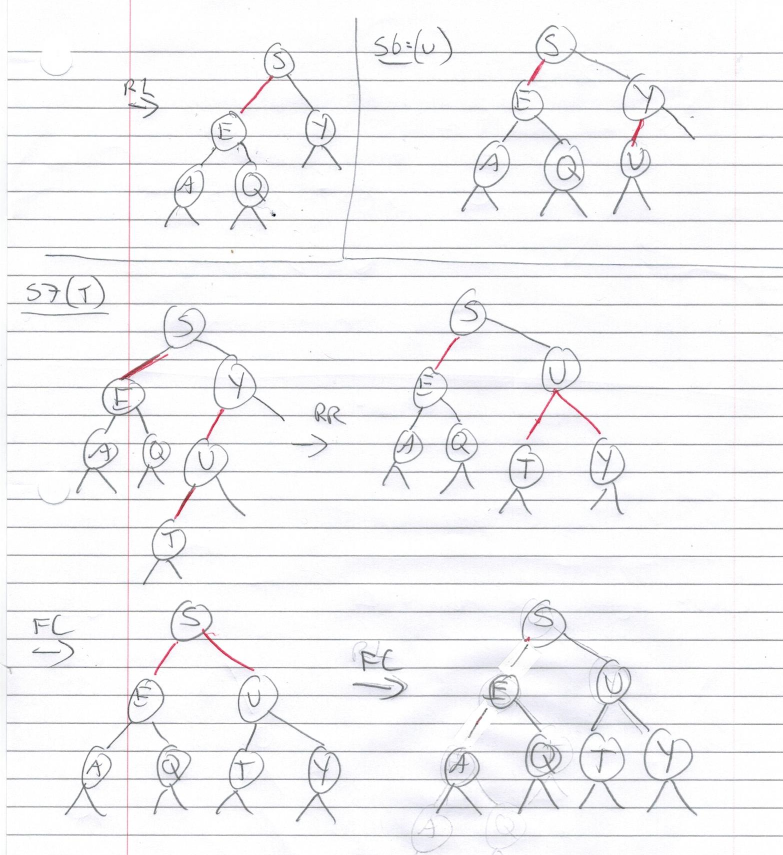 RL S S6=(U) S
E Y E Y
A Q A Q U
S7(T)
S S
E Y RR E U
A Q U A Q T Y
T
FC S FC S
E U E U
A Q T Y A Q T Y
A Q